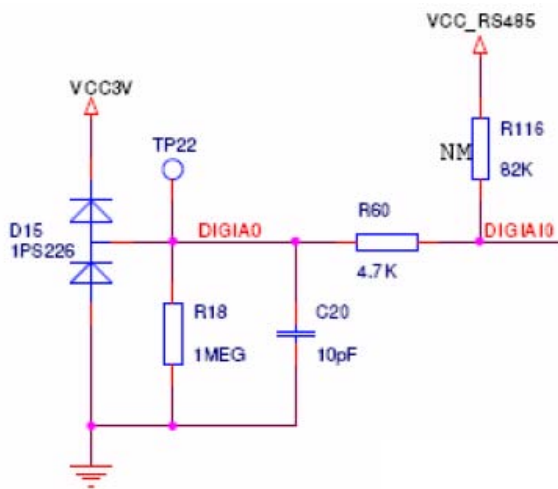 VCC_RS485
VCC3V
TP22
R116
NM
82K
D15
1PS226
DIGIA0
R60
DIGIAI0
4.7K
R18
1MEG
C20
10pF